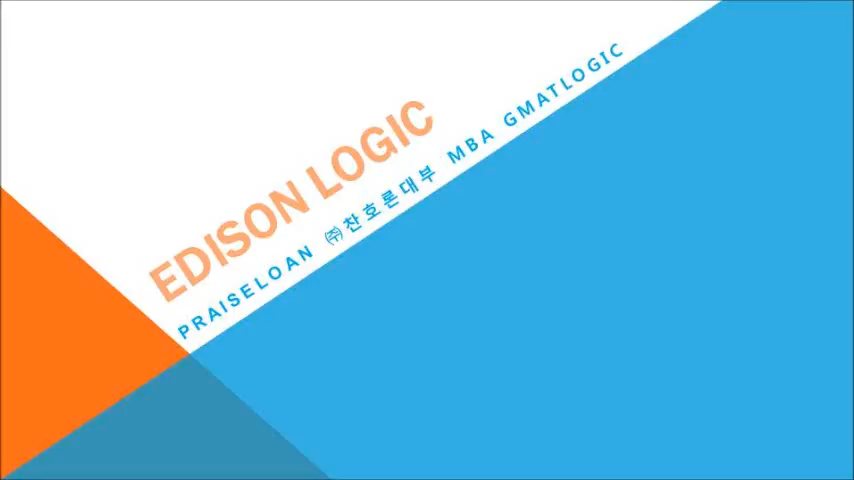 EDISON LOGIC
PRAISELOAN ㈜찬호론대부 MBA GMATLOGIC